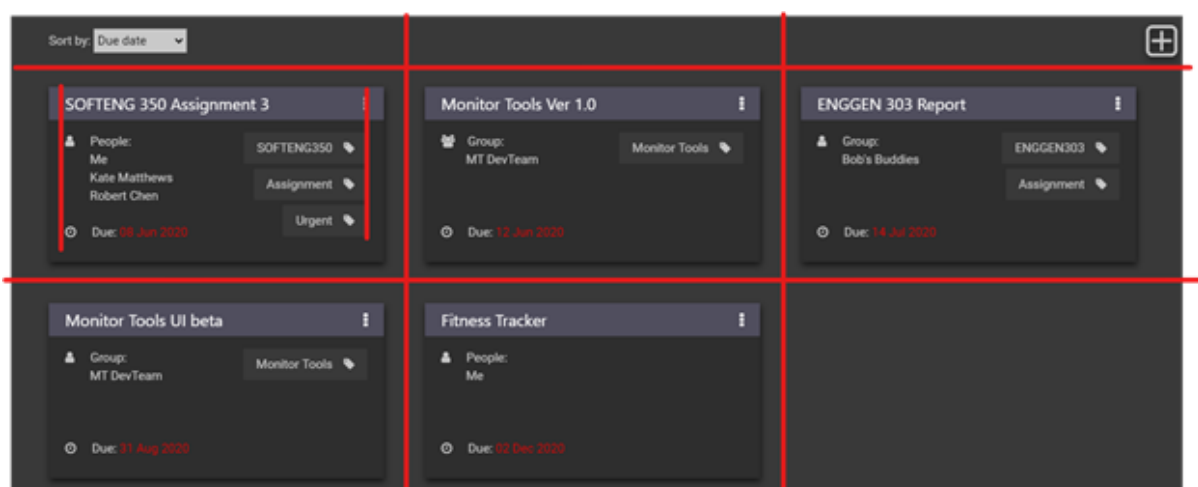 Sort by: Due date
SOFTENG 350 Assignment 3
People:
Me
Kate Matthews
Robert Chen
SOFTENG350
Assignment
Urgent
Due: 08 Jun 2020
Monitor Tools Ver 1.0
Group:
MT DevTeam
Monitor Tools
Due: 12 Jun 2020
ENGGEN 303 Report
Group:
Bob's Buddies
ENGGEN303
Assignment
Due: 14 Jul 2020
Monitor Tools UI beta
Group:
MT DevTeam
Monitor Tools
Due: 31 Aug 2020
Fitness Tracker
People:
Me
Due: 02 Dec 2020